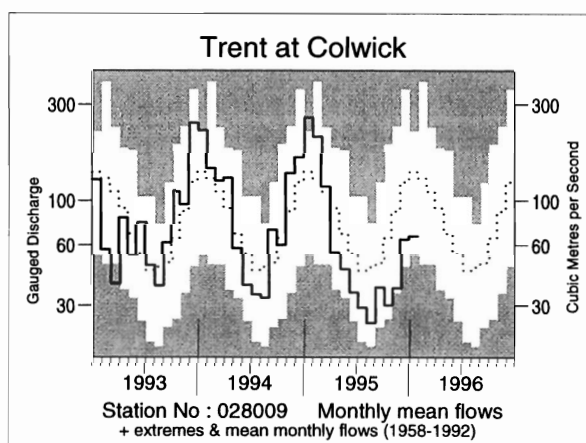 Trent at Colwick
300 300
100 100
60 60
30 30
Gauged Discharge
Cubic Metres per Second
1993 1994 1995 1996
Station No : 028009 Monthly mean flows
+ extremes & mean monthly flows (1958-1992)